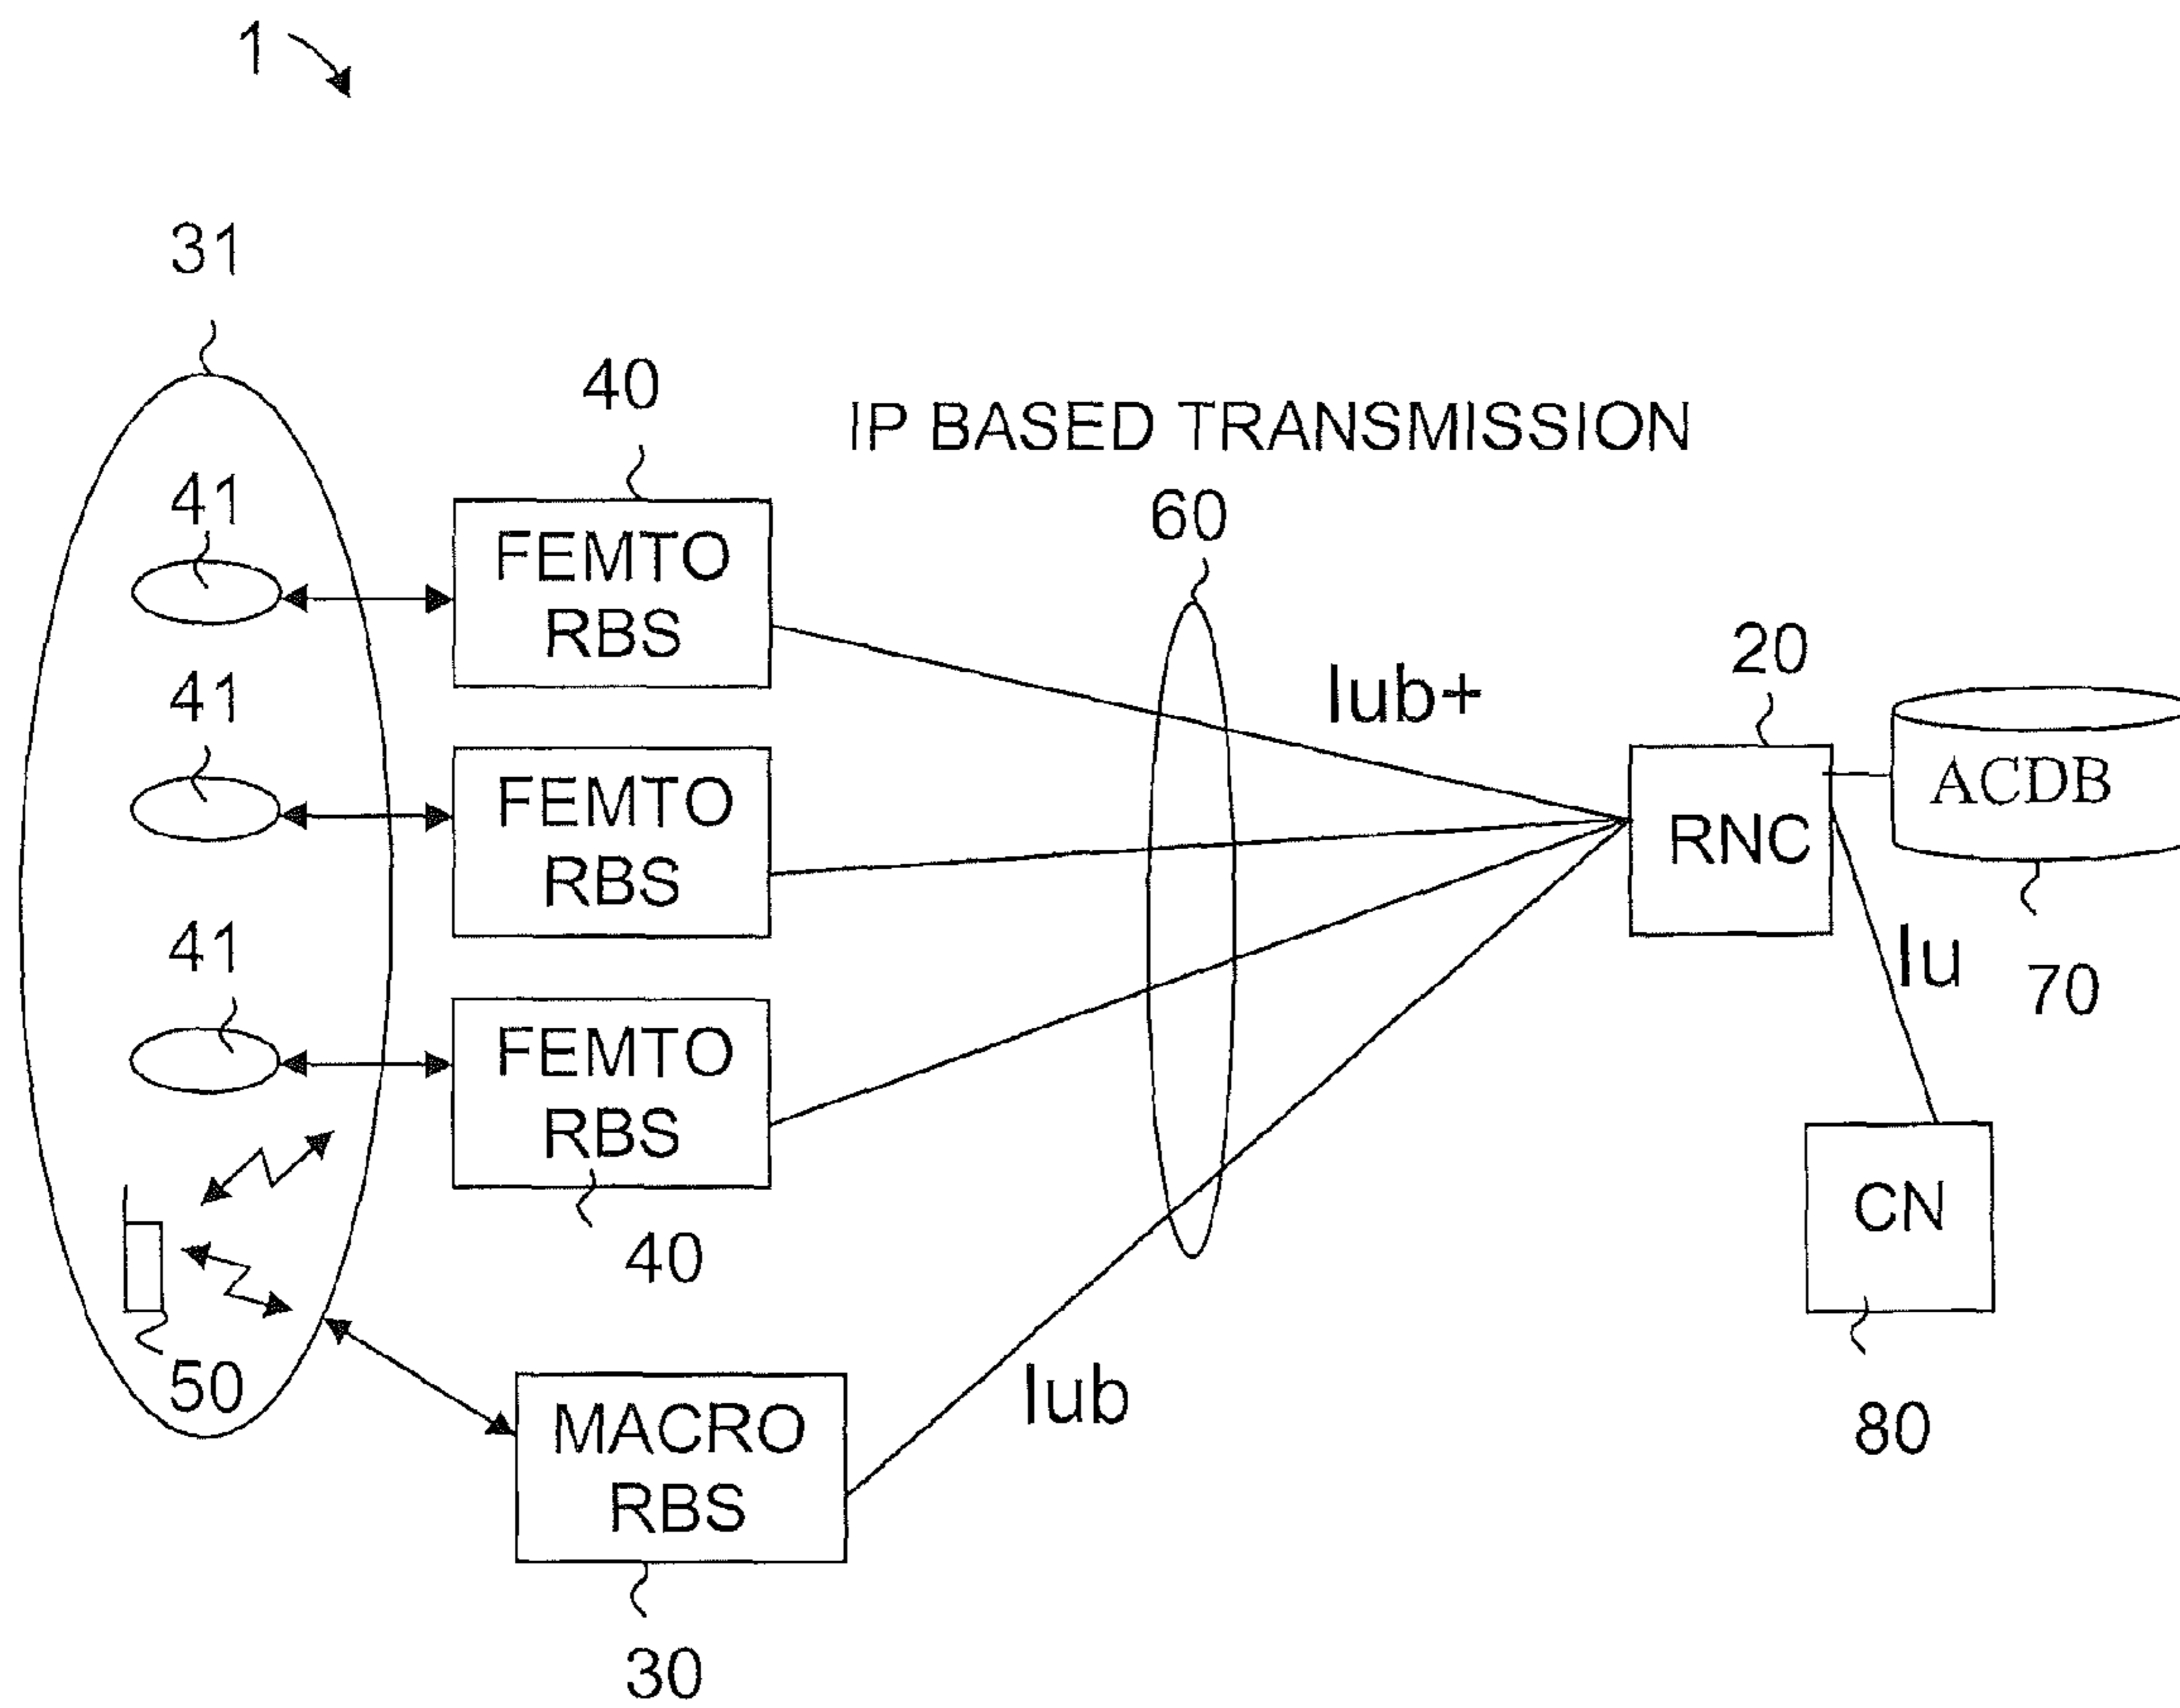 1
31
40
IP BASED TRANSMISSION
60
41
FEMTO
RBS
Iub+
20
41
FEMTO
RBS
RNC
ACDB
41
Iu
70
FEMTO
RBS
CN
40
50
Iub
MACRO
RBS
80
30